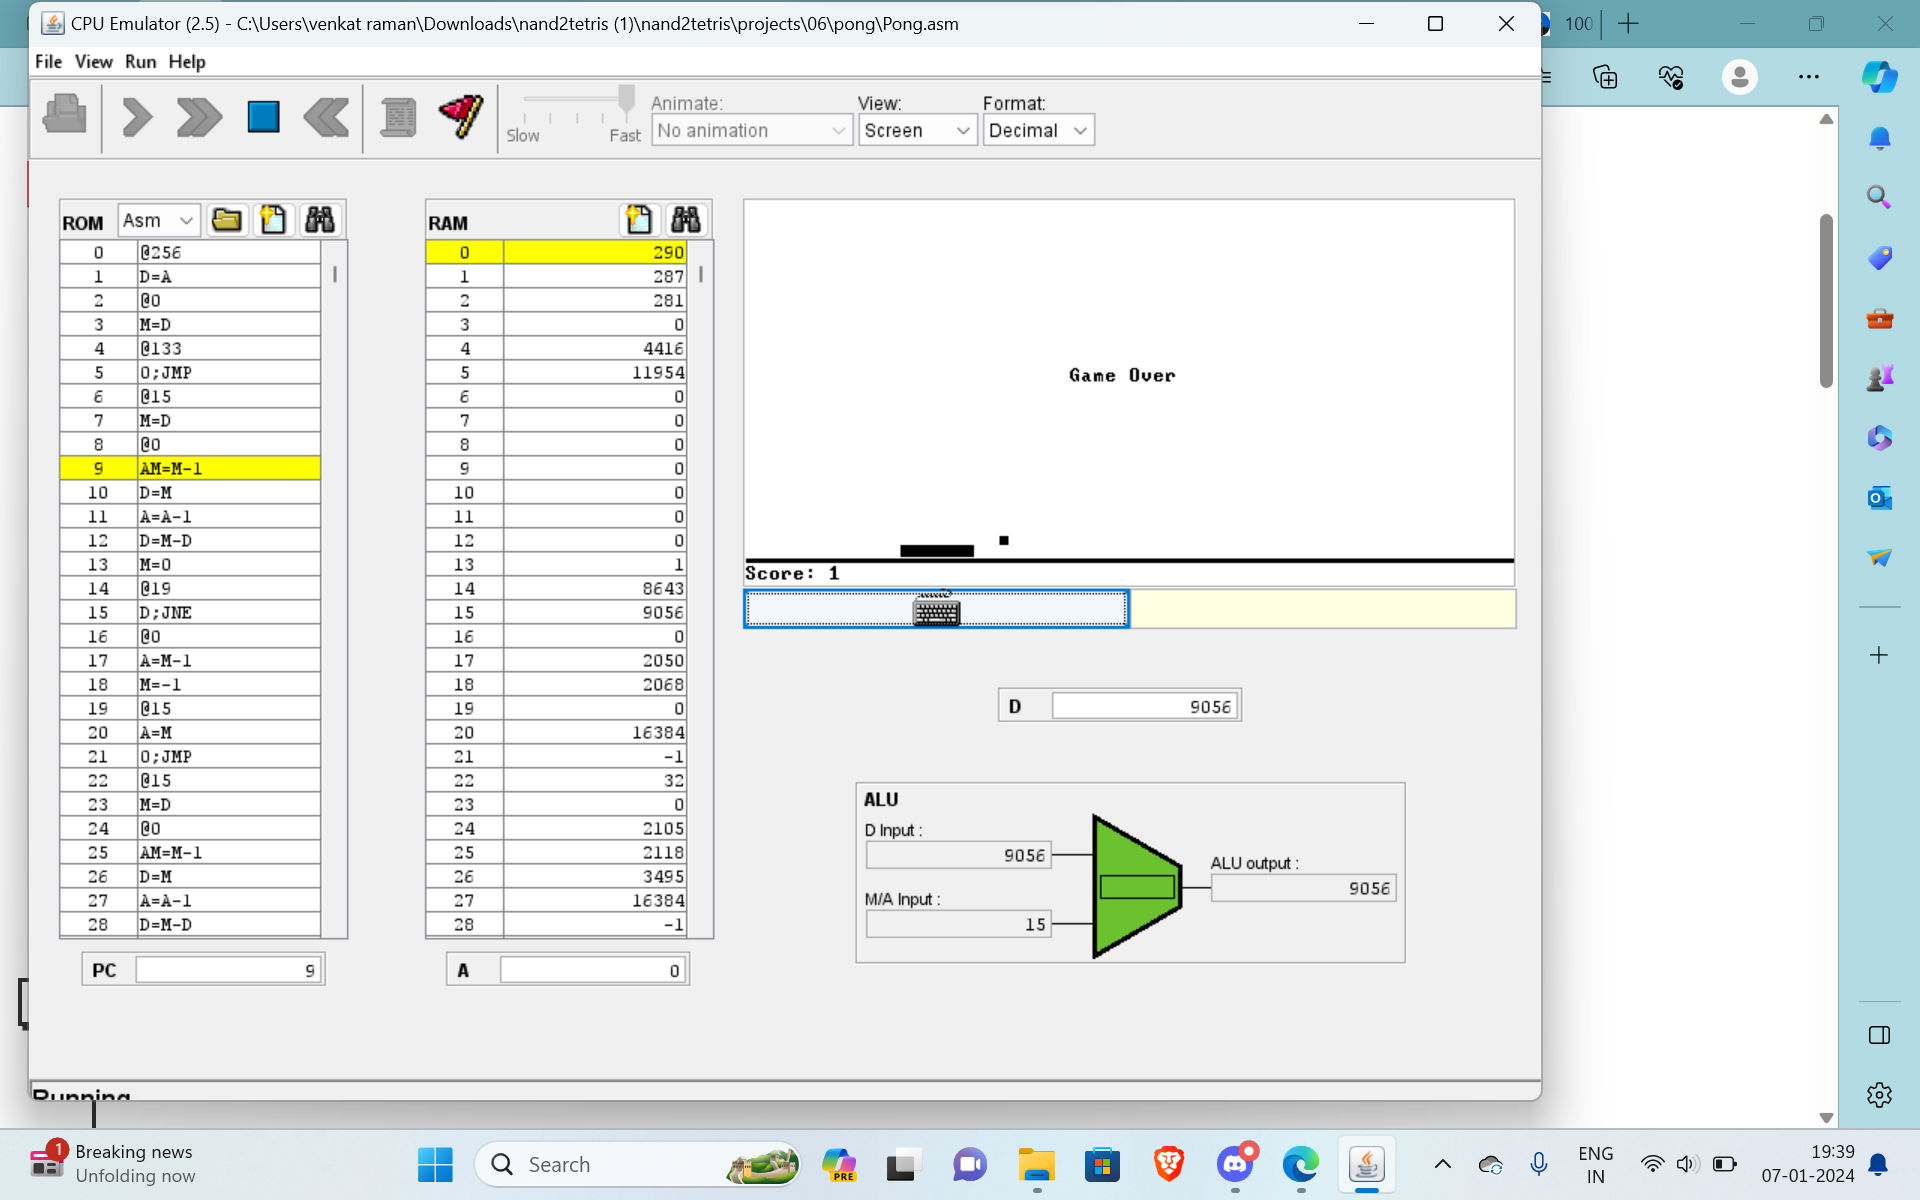 CPU Emulator (2.5) - C:\Users\venkat raman\Downloads\nand2tetris (1)\nand2tetris\projects\06\pong\Pong.asm
100
File View Run Help
Slow Fast
Animate:
No animation
View:
Screen
Format:
Decimal
ROM Asm
0 @256
1 D=A
2 @0
3 M=D
4 @133
5 0;JMP
6 @15
7 M=D
8 @0
9 AM=M-1
10 D=M
11 A=A-1
12 D=M-D
13 M=0
14 @19
15 D;JNE
16 @0
17 A=M-1
18 M=-1
19 @15
20 A=M
21 0;JMP
22 @15
23 M=D
24 @0
25 AM=M-1
26 D=M
27 A=A-1
28 D=M-D
PC 9
RAM
0 290
1 287
2 281
3 0
4 4416
5 11954
6 0
7 0
8 0
9 0
10 0
11 0
12 0
13 1
14 8643
15 9056
16 0
17 2050
18 2068
19 0
20 16384
21 -1
22 32
23 0
24 2105
25 2118
26 3495
27 16384
28 -1
A 0
Game Over
Score: 1
D 9056
ALU
D Input :
9056
M/A Input :
15
ALU output :
9056
Running
1
Breaking news
Unfolding now
Search
PRE
ENG
IN
19:39
07-01-2024